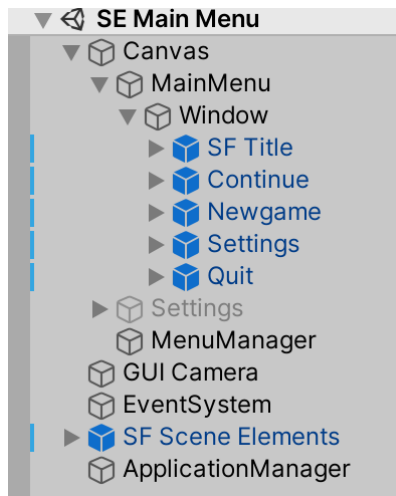 SE Main Menu
Canvas
MainMenu
Window
SF Title
Continue
Newgame
Settings
Quit
Settings
MenuManager
GUI Camera
EventSystem
SF Scene Elements
ApplicationManager